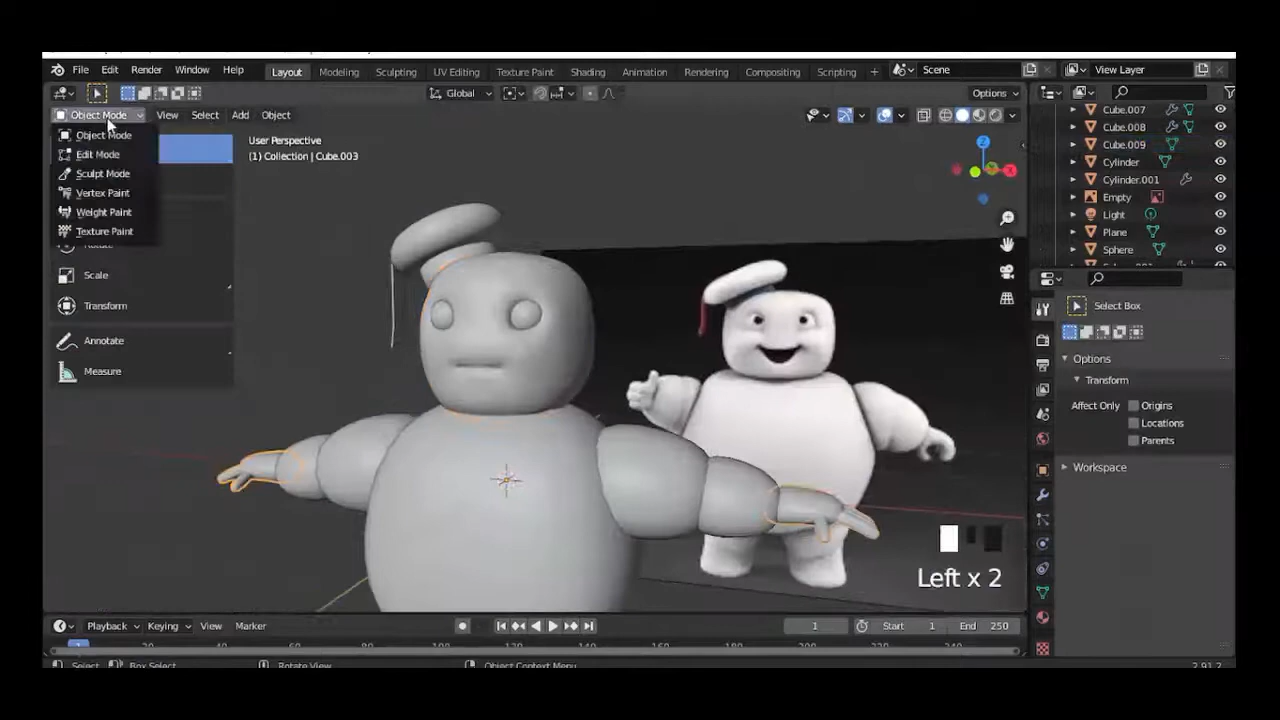 File Edit Render Window Help Layout Modeling Sculpting UV Editing Texture Paint Shading Animation Rendering Compositing Scripting + Scene View Layer
Global Options
Object Mode View Select Add Object
Object Mode
Edit Mode
Sculpt Mode
Vertex Paint
Weight Paint
Texture Paint
Rotate
Scale
Transform
Annotate
Measure
User Perspective
(1) Collection | Cube.003
Z
X
Left x 2
Cube.007
Cube.008
Cube.009
Cylinder
Cylinder.001
Empty
Light
Plane
Sphere
Select Box
Options
Transform
Affect Only Origins
Locations
Parents
Workspace
Playback Keying View Marker 1 Start 1 End 250
Select Box Select Rotate View Object Context Menu 2.91.2